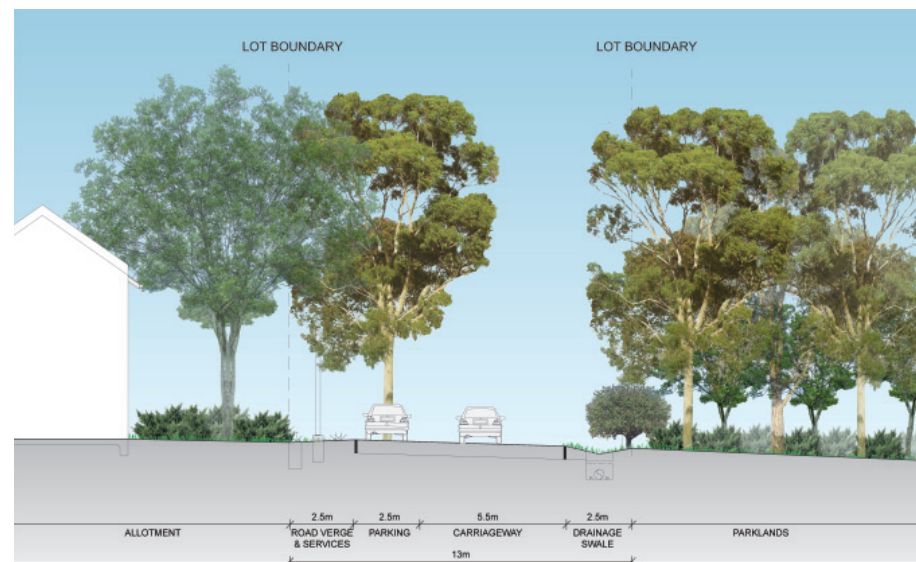 LOT BOUNDARY
LOT BOUNDARY
2.5m
2.5m
5.5m
2.5m
ALLOTMENT
ROAD VERGE
& SERVICES
PARKING
CARRIAGEWAY
DRAINAGE
SWALE
PARKLANDS
13m